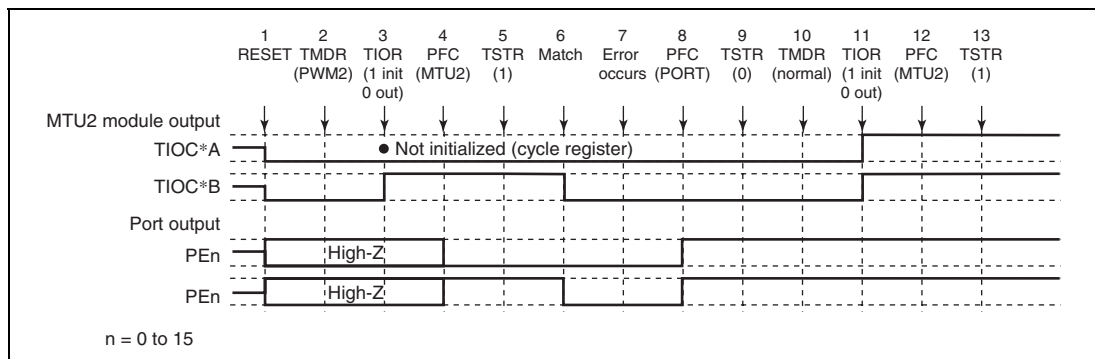 1 2 3 4 5 6 7 8 9 10 11 12 13
RESET TMDR TIOR PFC TSTR Match Error PFC TSTR TMDR TIOR PFC TSTR
(PWM2) (1 init (MTU2) (1) occurs (PORT) (0) (normal) (1 init (MTU2) (1)
0 out) 0 out)
MTU2 module output
TIOC*A ● Not initialized (cycle register)
TIOC*B
Port output
PEn High-Z
PEn High-Z
n = 0 to 15